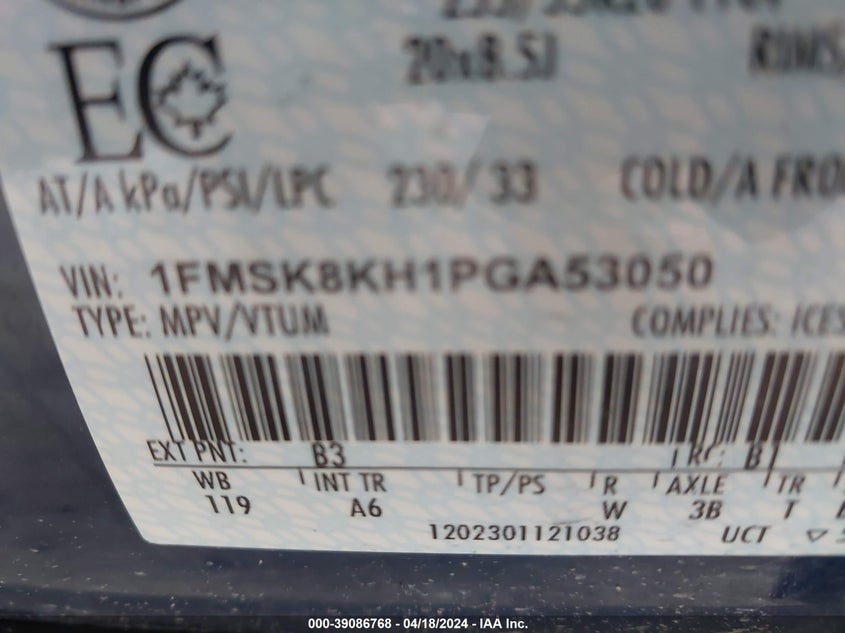 20x8.5J RIMS
EC
AT/A kPa/PSI/LPC 230/33 COLD/A FRO
VIN: 1FMSK8KH1PGA53050
TYPE: MPV/VTUM COMPLIES: ICES
EXT PNT: B3 RC: B1
WB INT TR TP/PS R AXLE TR
119 A6 W 3B T
1202301121038 UCT
000-39086768 - 04/18/2024 - IAA Inc.